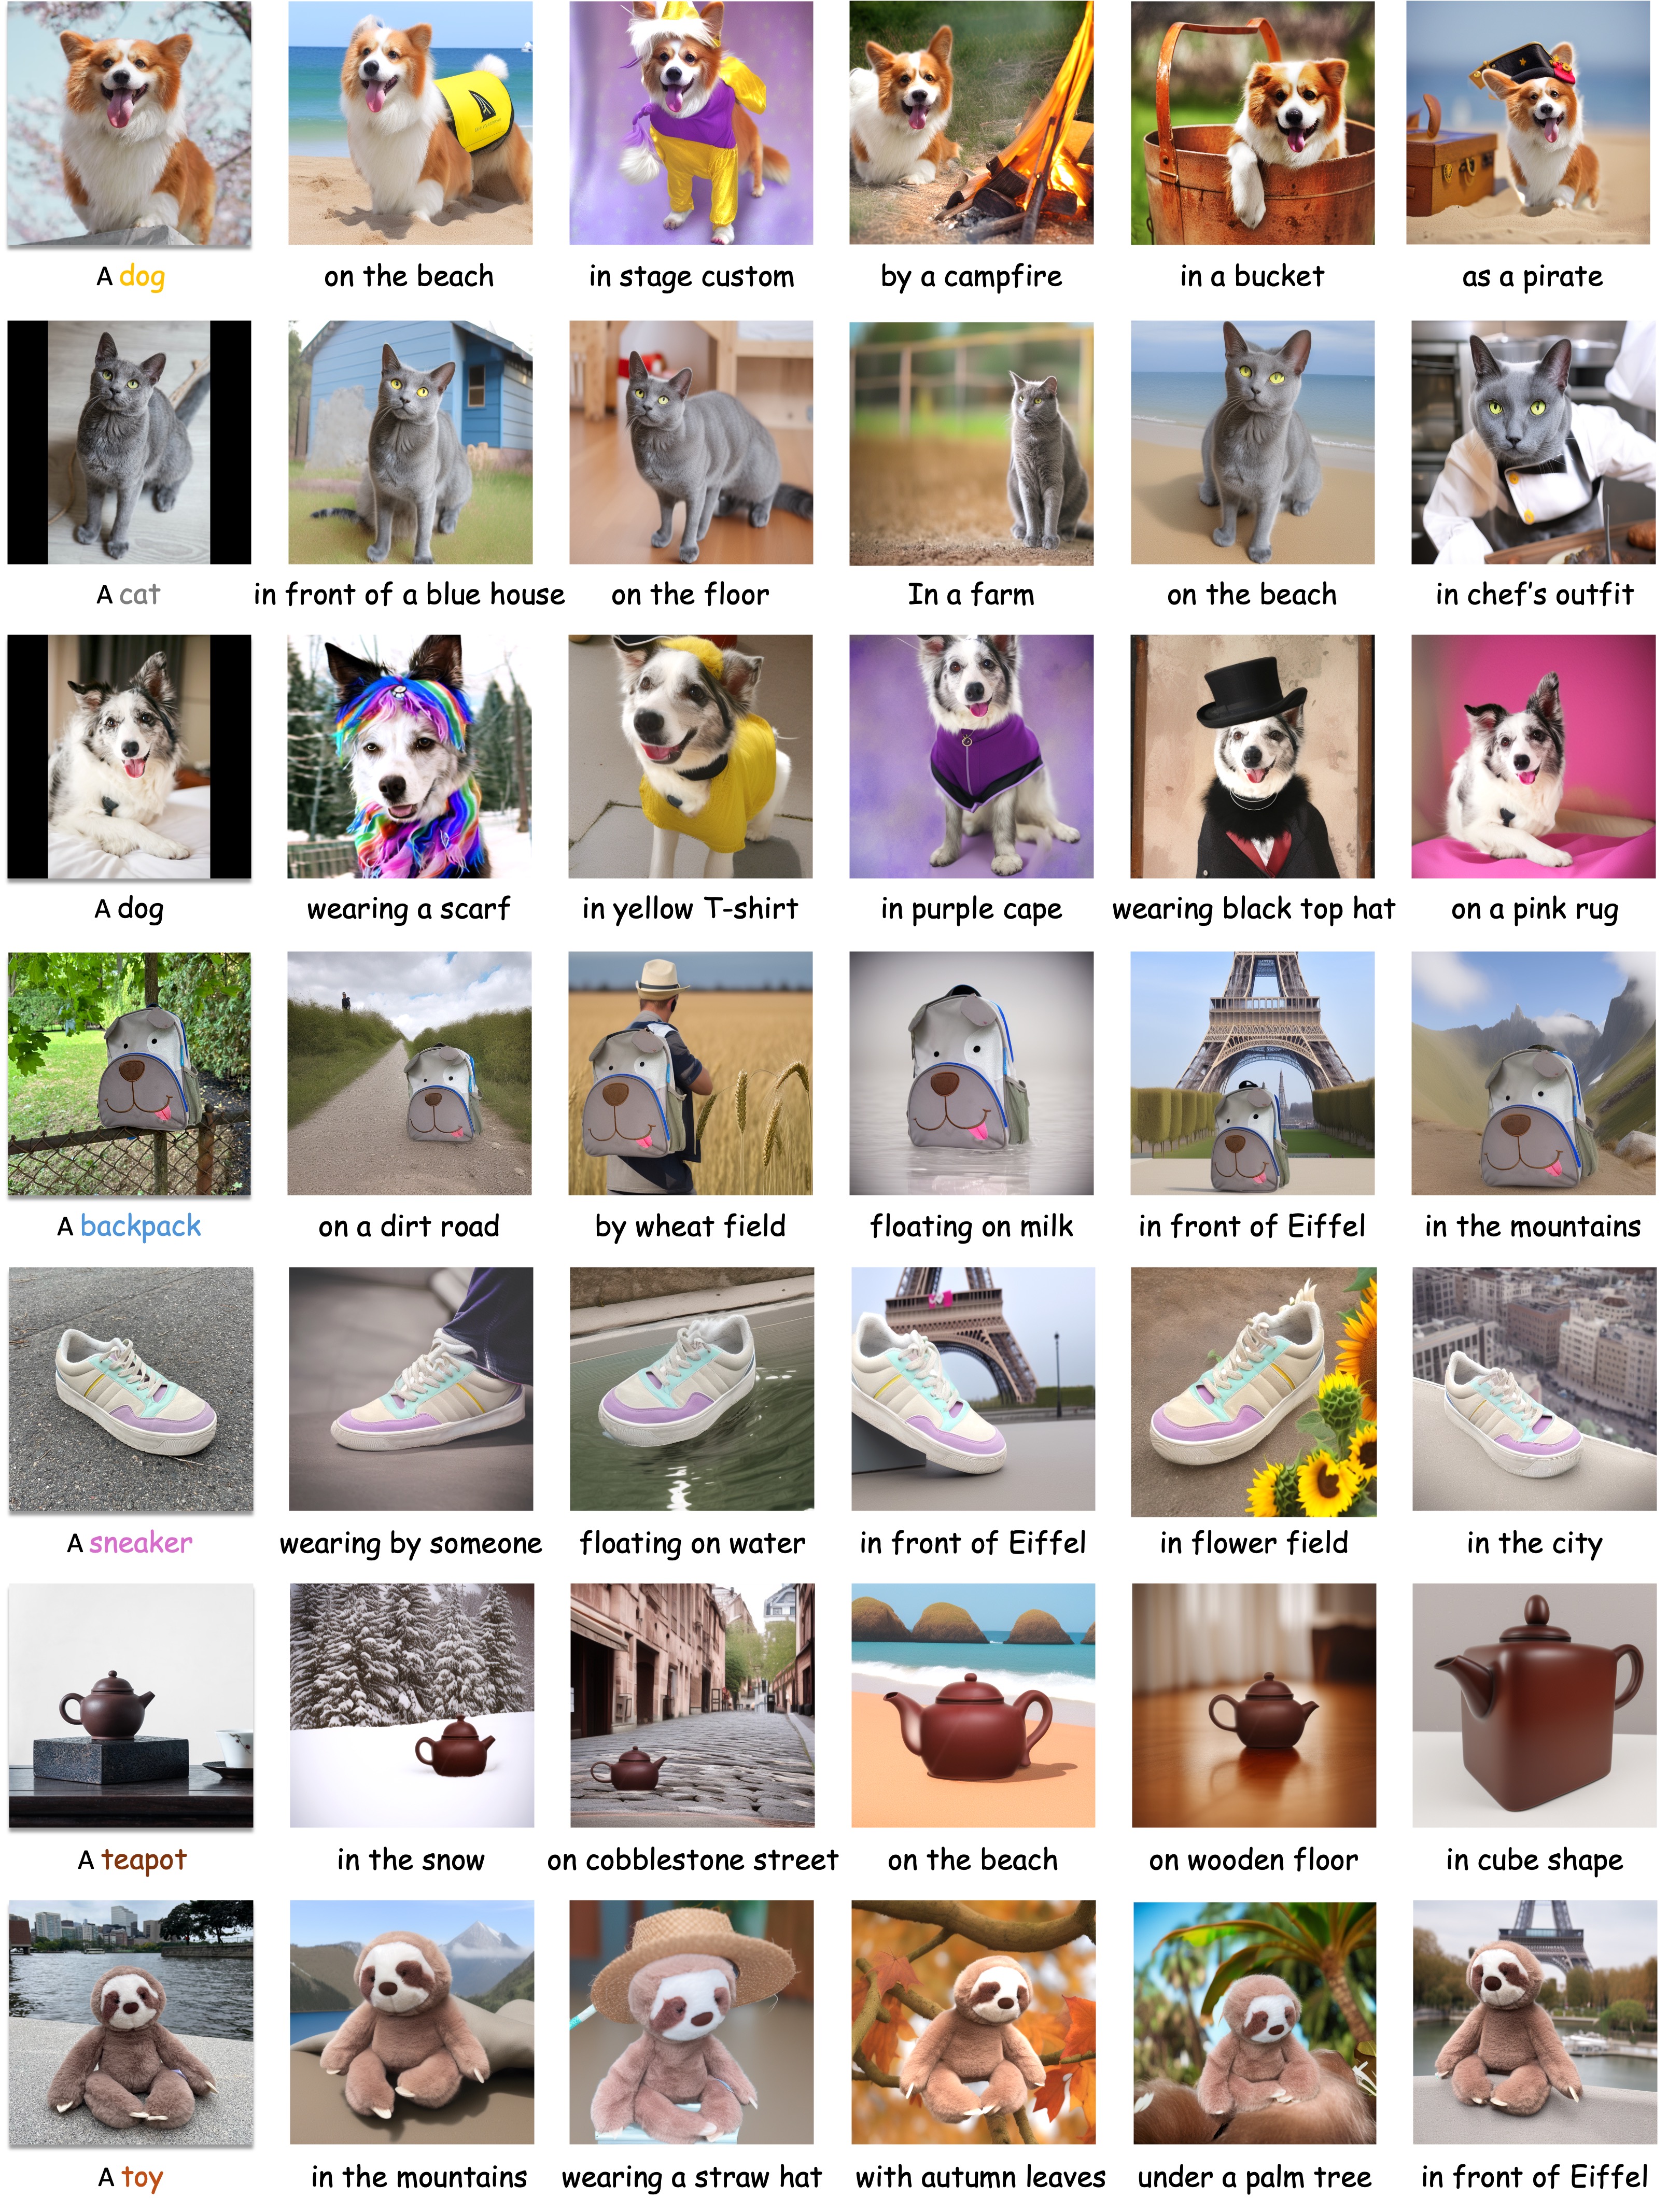 A dog
on the beach
in stage custom
by a campfire
in a bucket
as a pirate
A cat
in front of a blue house
on the floor
In a farm
on the beach
in chef's outfit
A dog
wearing a scarf
in yellow T-shirt
in purple cape
wearing black top hat
on a pink rug
A backpack
on a dirt road
by wheat field
floating on milk
in front of Eiffel
in the mountains
A sneaker
wearing by someone
floating on water
in front of Eiffel
in flower field
in the city
A teapot
in the snow
on cobblestone street
on the beach
on wooden floor
in cube shape
A toy
in the mountains
wearing a straw hat
with autumn leaves
under a palm tree
in front of Eiffel